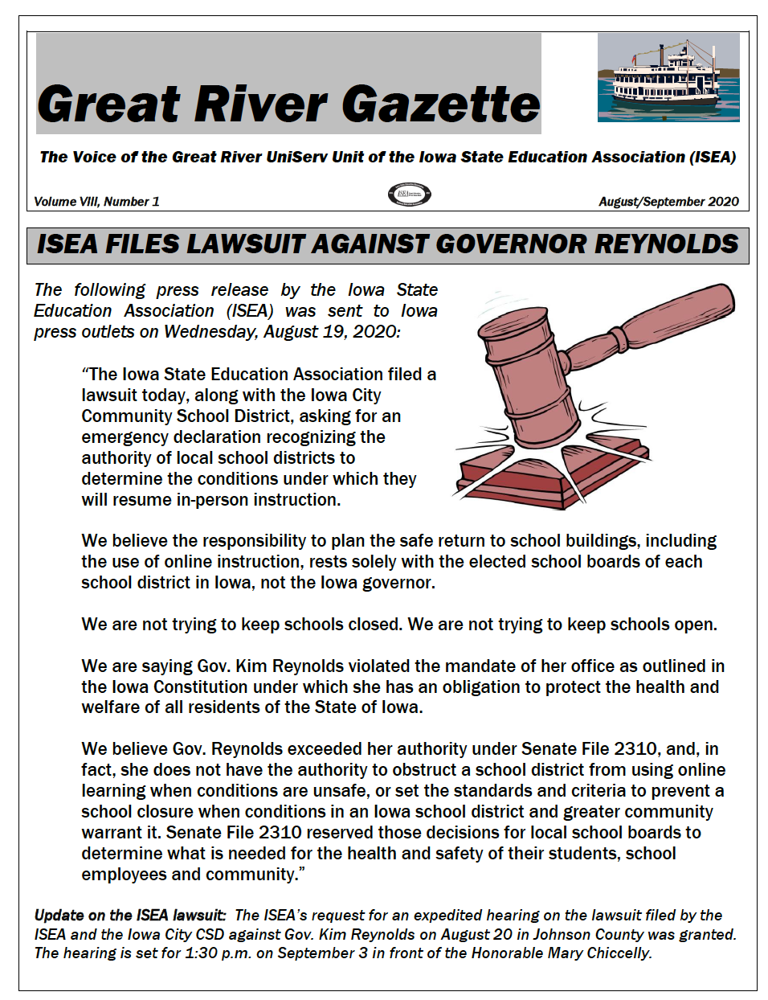 Great River Gazette
The Voice of the Great River UniServ Unit of the Iowa State Education Association (ISEA)
ISEA
Volume VIII, Number 1
August/September 2020
ISEA FILES LAWSUIT AGAINST GOVERNOR REYNOLDS
The following press release by the Iowa State
Education Association (ISEA) was sent to Iowa
press outlets on Wednesday, August 19, 2020:
“The Iowa State Education Association filed a
lawsuit today, along with the Iowa City
Community School District, asking for an
emergency declaration recognizing the
authority of local school districts to
determine the conditions under which they
will resume in-person instruction.
We believe the responsibility to plan the safe return to school buildings, including
the use of online instruction, rests solely with the elected school boards of each
school district in Iowa, not the Iowa governor.
We are not trying to keep schools closed. We are not trying to keep schools open.
We are saying Gov. Kim Reynolds violated the mandate of her office as outlined in
the Iowa Constitution under which she has an obligation to protect the health and
welfare of all residents of the State of Iowa.
We believe Gov. Reynolds exceeded her authority under Senate File 2310, and, in
fact, she does not have the authority to obstruct a school district from using online
learning when conditions are unsafe, or set the standards and criteria to prevent a
school closure when conditions in an Iowa school district and greater community
warrant it. Senate File 2310 reserved those decisions for local school boards to
determine what is needed for the health and safety of their students, school
employees and community.”
Update on the ISEA lawsuit: The ISEA’s request for an expedited hearing on the lawsuit filed by the
ISEA and the Iowa City CSD against Gov. Kim Reynolds on August 20 in Johnson County was granted.
The hearing is set for 1:30 p.m. on September 3 in front of the Honorable Mary Chiccelly.